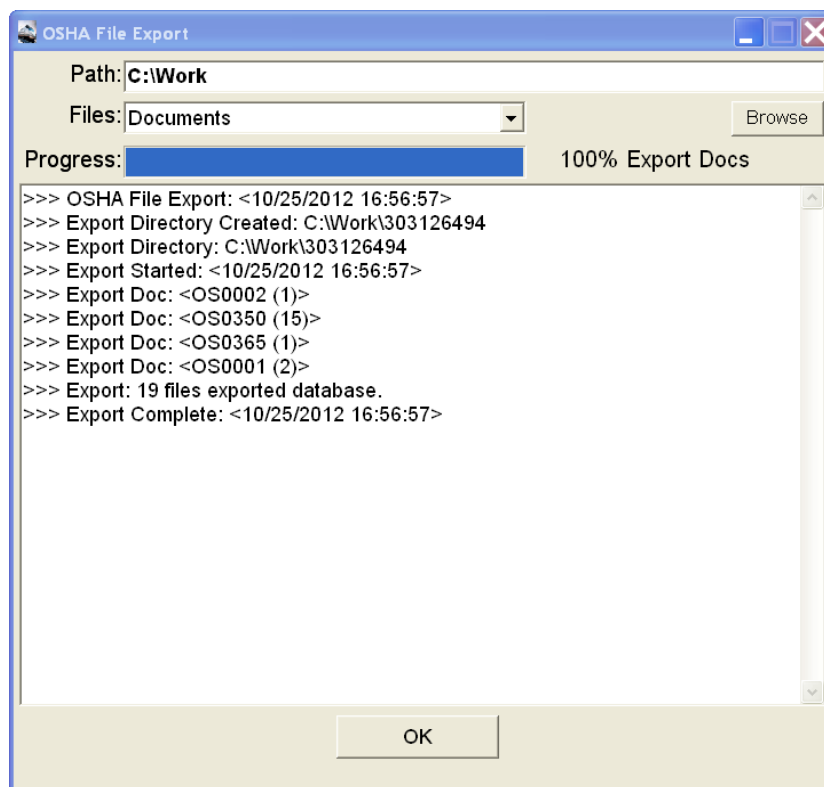 OSHA File Export
Path: C:\Work
Files: Documents Browse
Progress: 100% Export Docs
>>> OSHA File Export: <10/25/2012 16:56:57>
>>> Export Directory Created: C:\Work\303126494
>>> Export Directory: C:\Work\303126494
>>> Export Started: <10/25/2012 16:56:57>
>>> Export Doc: <OS0002 (1)>
>>> Export Doc: <OS0350 (15)>
>>> Export Doc: <OS0365 (1)>
>>> Export Doc: <OS0001 (2)>
>>> Export: 19 files exported database.
>>> Export Complete: <10/25/2012 16:56:57>
OK